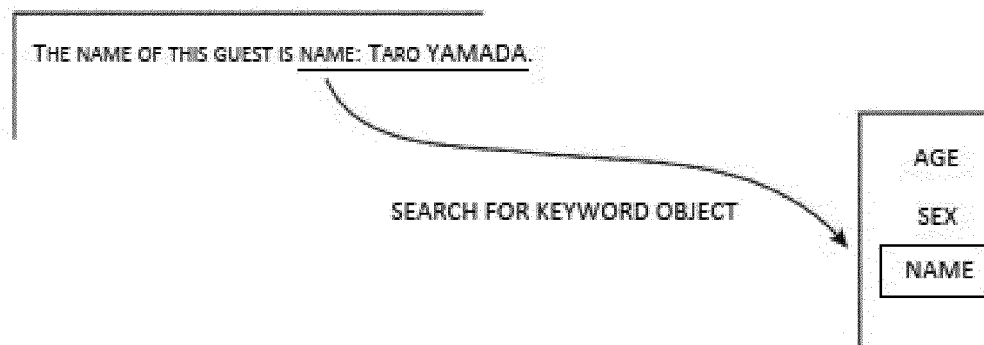 THE NAME OF THIS GUEST IS NAME: TARO YAMADA.
SEARCH FOR KEYWORD OBJECT
AGE
SEX
NAME